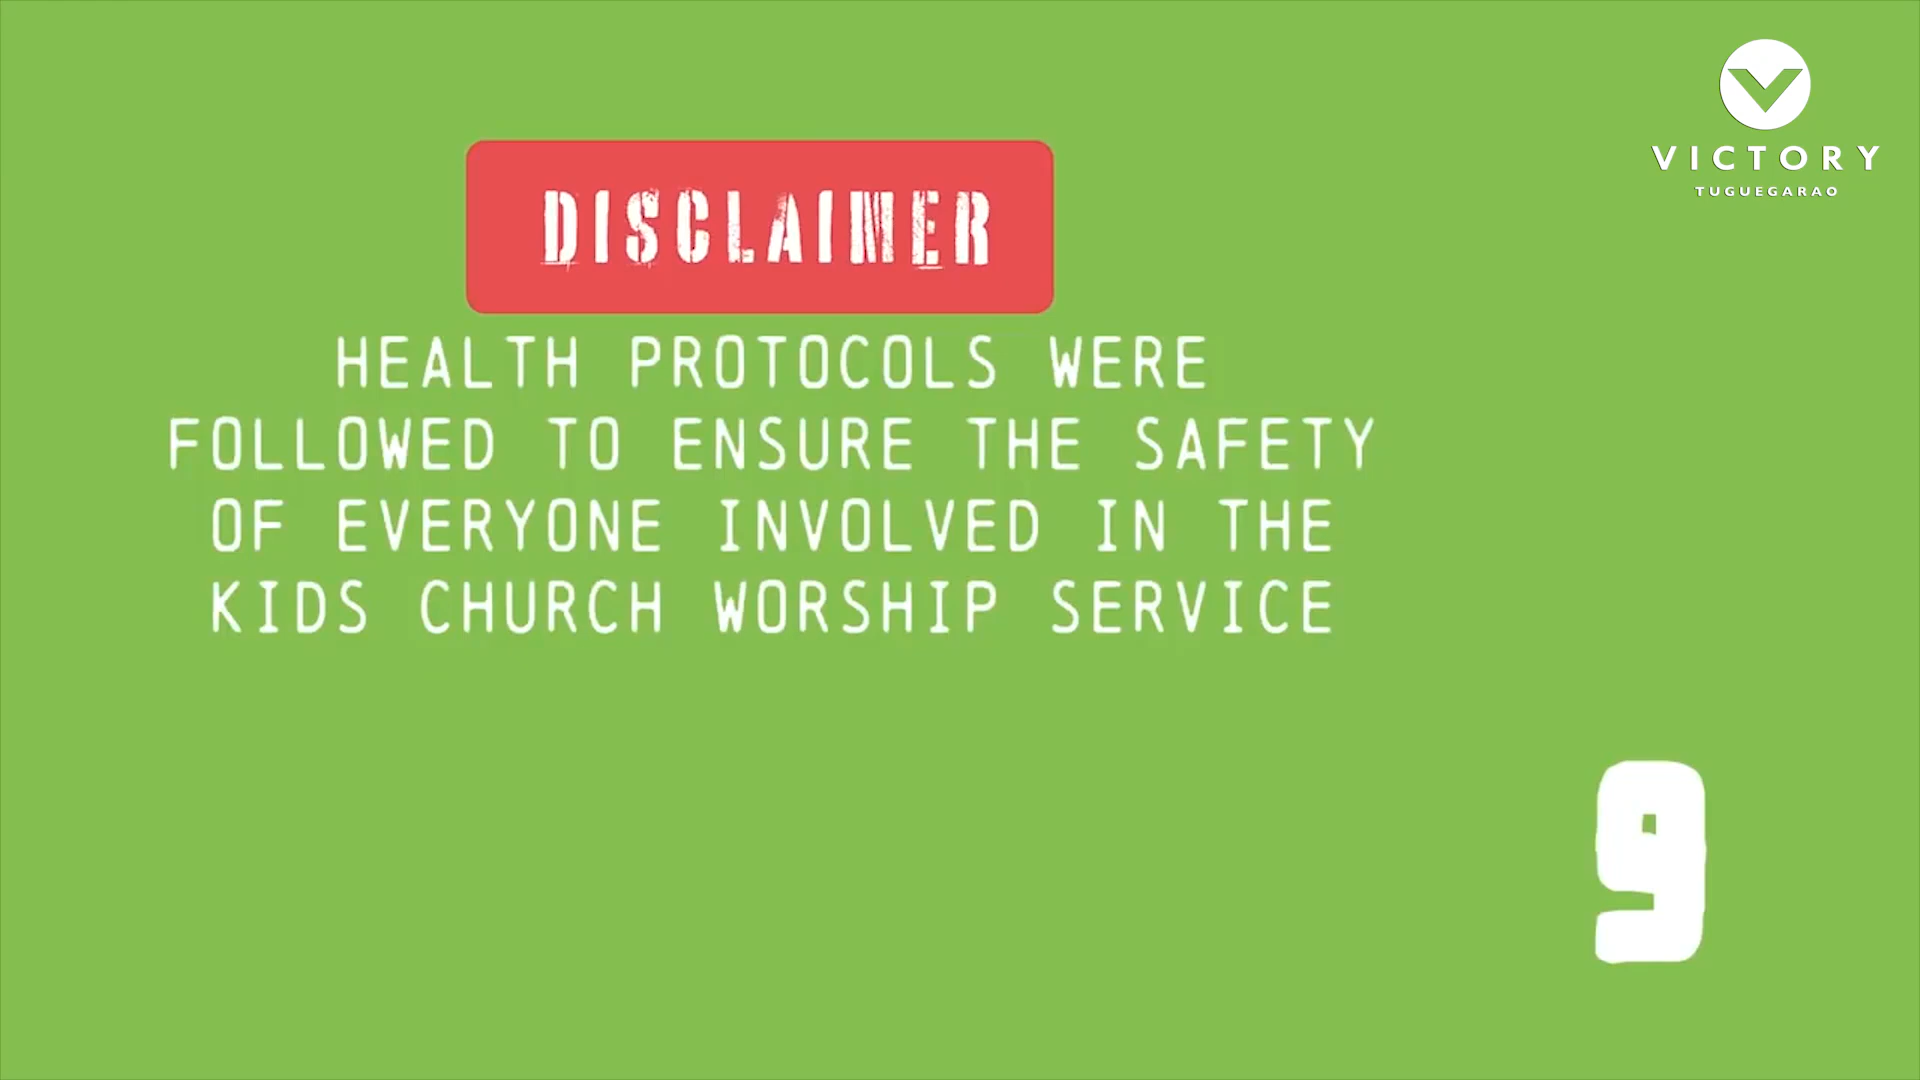 VICTORY
TUGUEGARAO
DISCLAIMER
HEALTH PROTOCOLS WERE
FOLLOWED TO ENSURE THE SAFETY
OF EVERYONE INVOLVED IN THE
KIDS CHURCH WORSHIP SERVICE
9